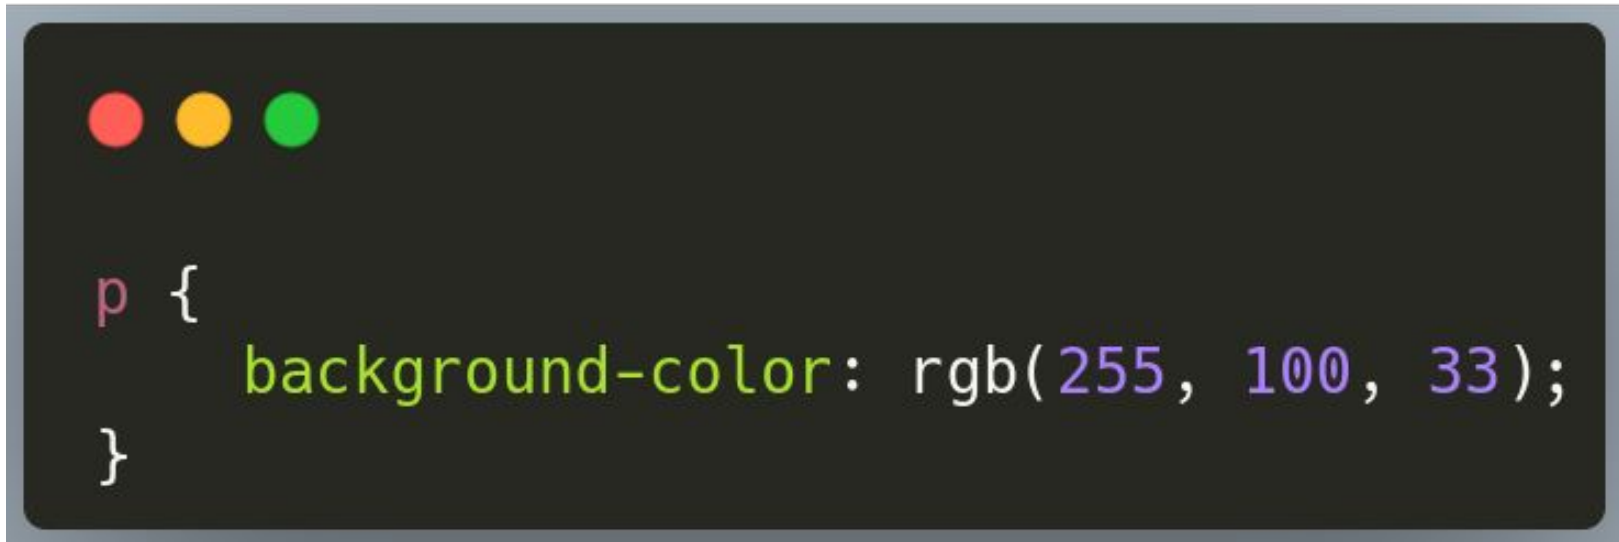 p {
    background-color: rgb(255, 100, 33);
}